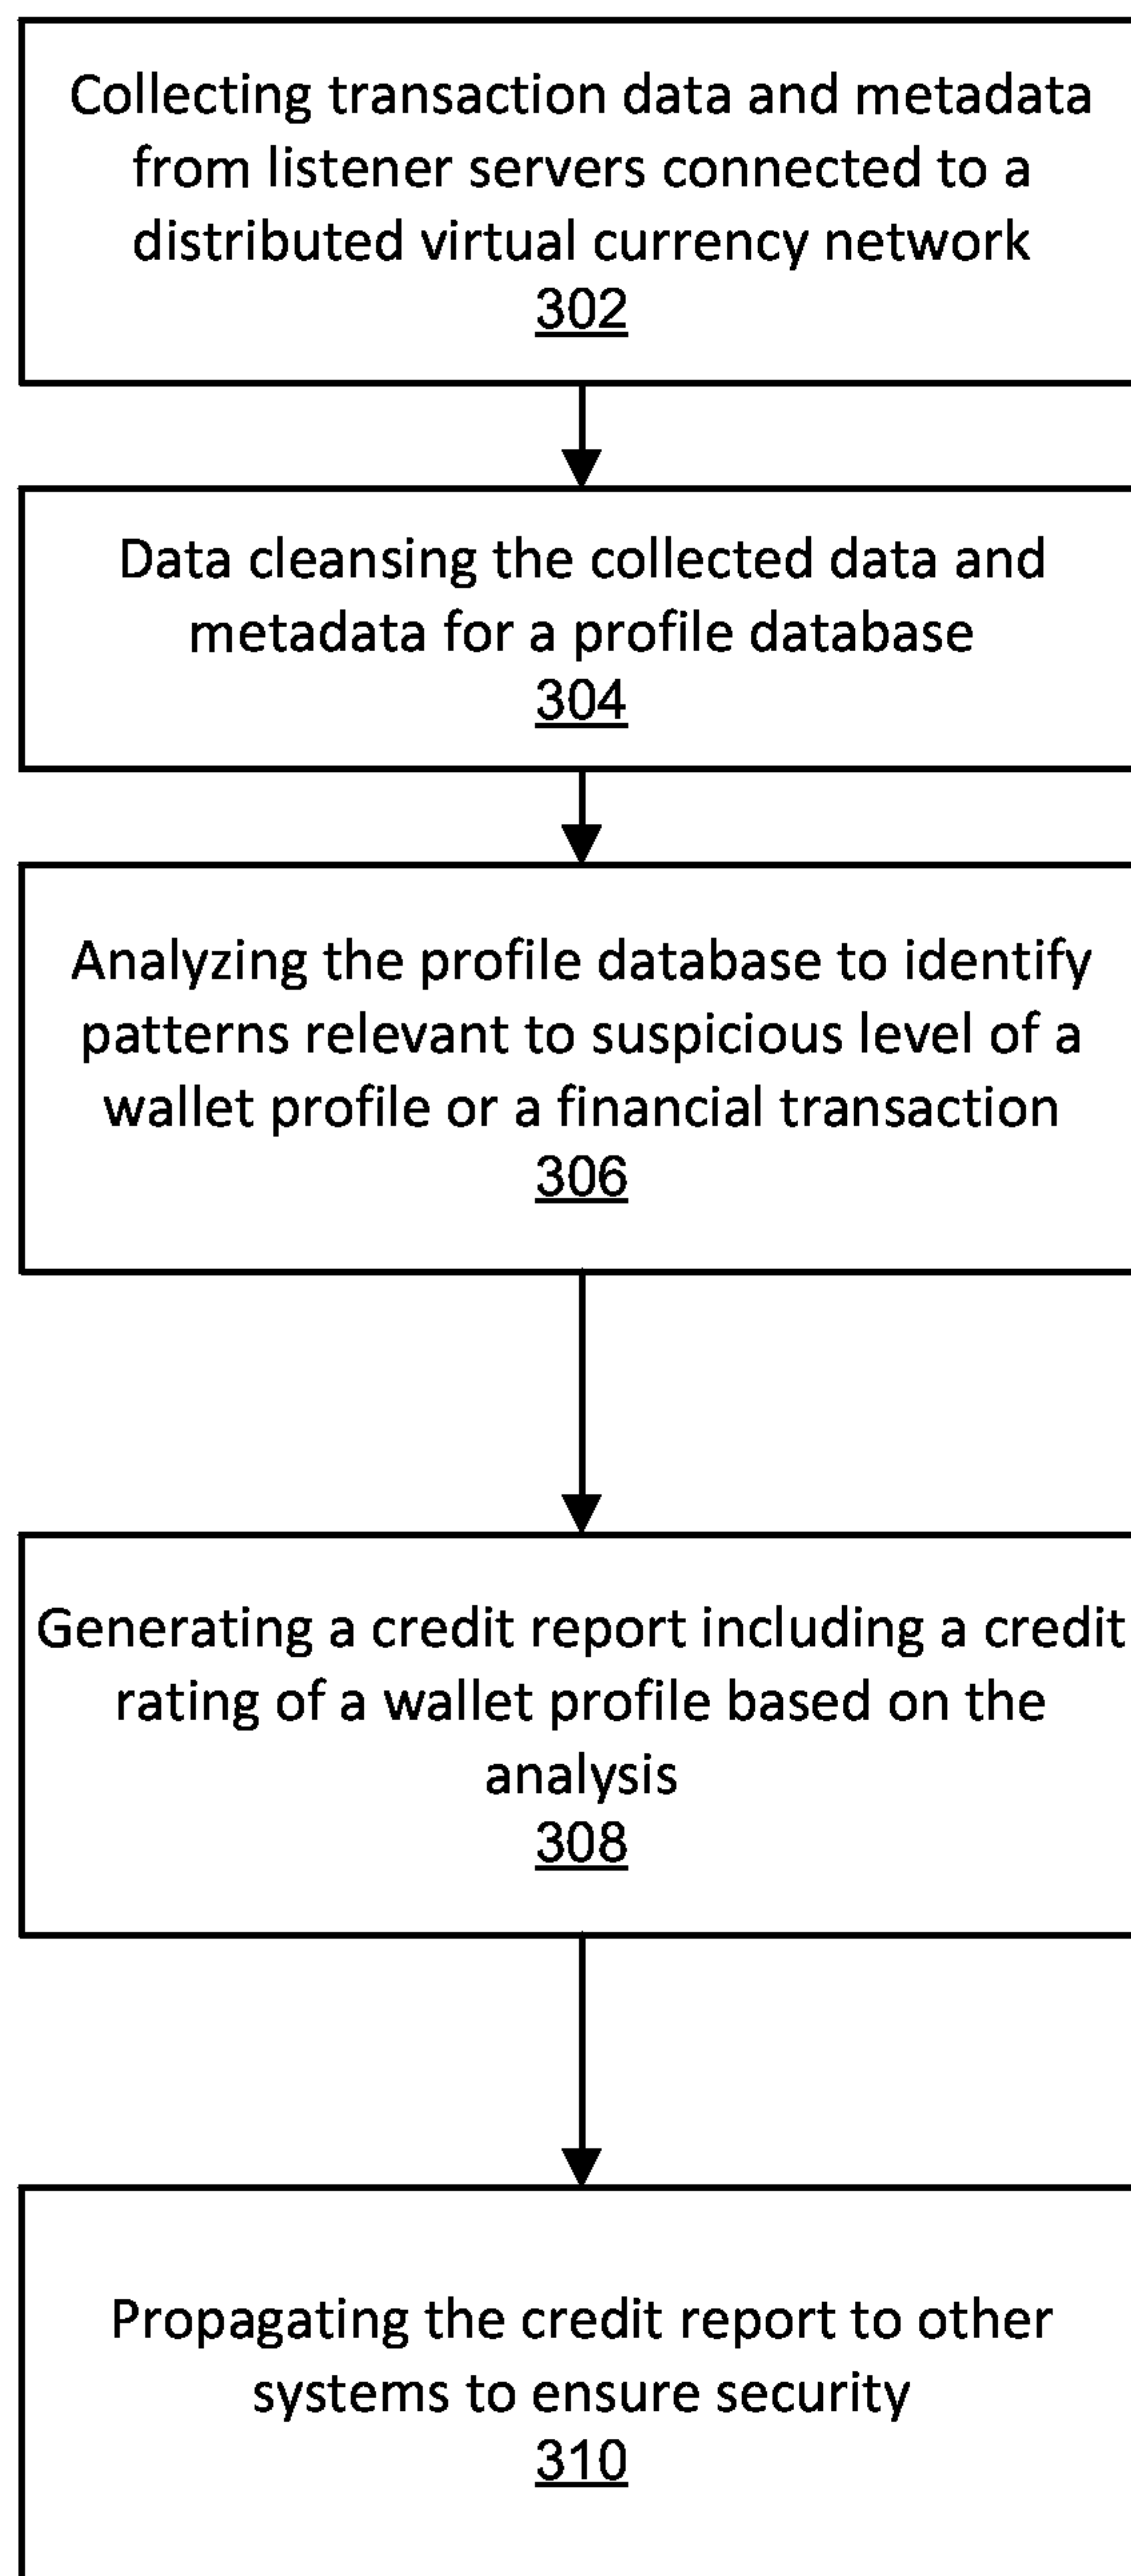 Collecting transaction data and metadata
from listener servers connected to a
distributed virtual currency network
302
Data cleansing the collected data and
metadata for a profile database
304
Analyzing the profile database to identify
patterns relevant to suspicious level of a
wallet profile or a financial transaction
306
Generating a credit report including a credit
rating of a wallet profile based on the
analysis
308
Propagating the credit report to other
systems to ensure security
310